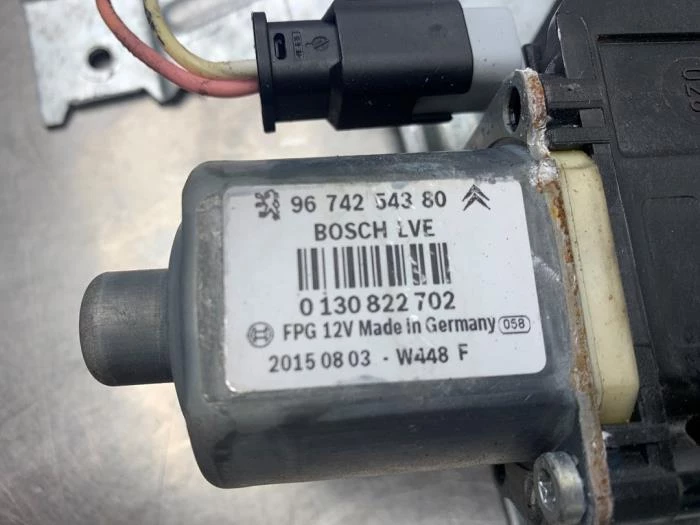 96 742 543 80
BOSCH LVE
0 130 822 702
FPG 12V Made in Germany 058
2015 08 03 - W448 F